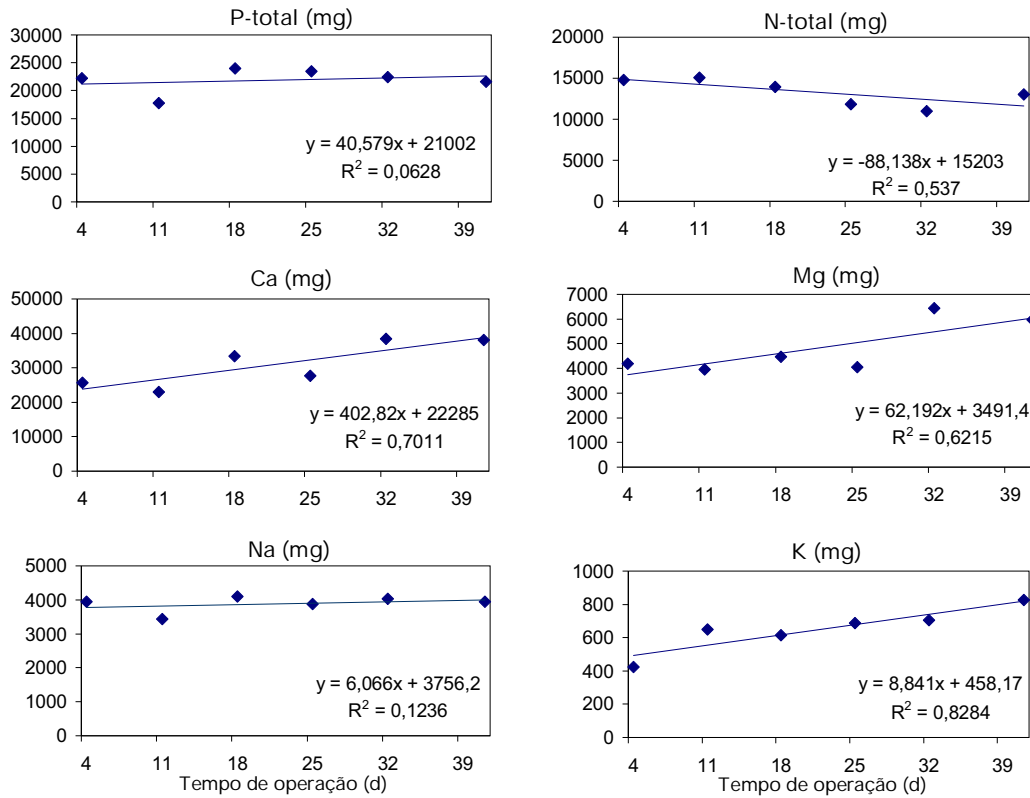 P-total (mg)
30000
25000
20000
15000
10000
5000
0
y = 40,579x + 21002
R² = 0,0628
4 11 18 25 32 39
N-total (mg)
20000
15000
10000
5000
0
y = -88,138x + 15203
R² = 0,537
4 11 18 25 32 39
Ca (mg)
50000
40000
30000
20000
10000
0
y = 402,82x + 22285
R² = 0,7011
4 11 18 25 32 39
Mg (mg)
7000
6000
5000
4000
3000
2000
1000
0
y = 62,192x + 3491,4
R² = 0,6215
4 11 18 25 32 39
Na (mg)
5000
4000
3000
2000
1000
0
y = 6,066x + 3756,2
R² = 0,1236
4 11 18 25 32 39
Tempo de operação (d)
K (mg)
1000
800
600
400
200
0
y = 8,841x + 458,17
R² = 0,8284
4 11 18 25 32 39
Tempo de operação (d)